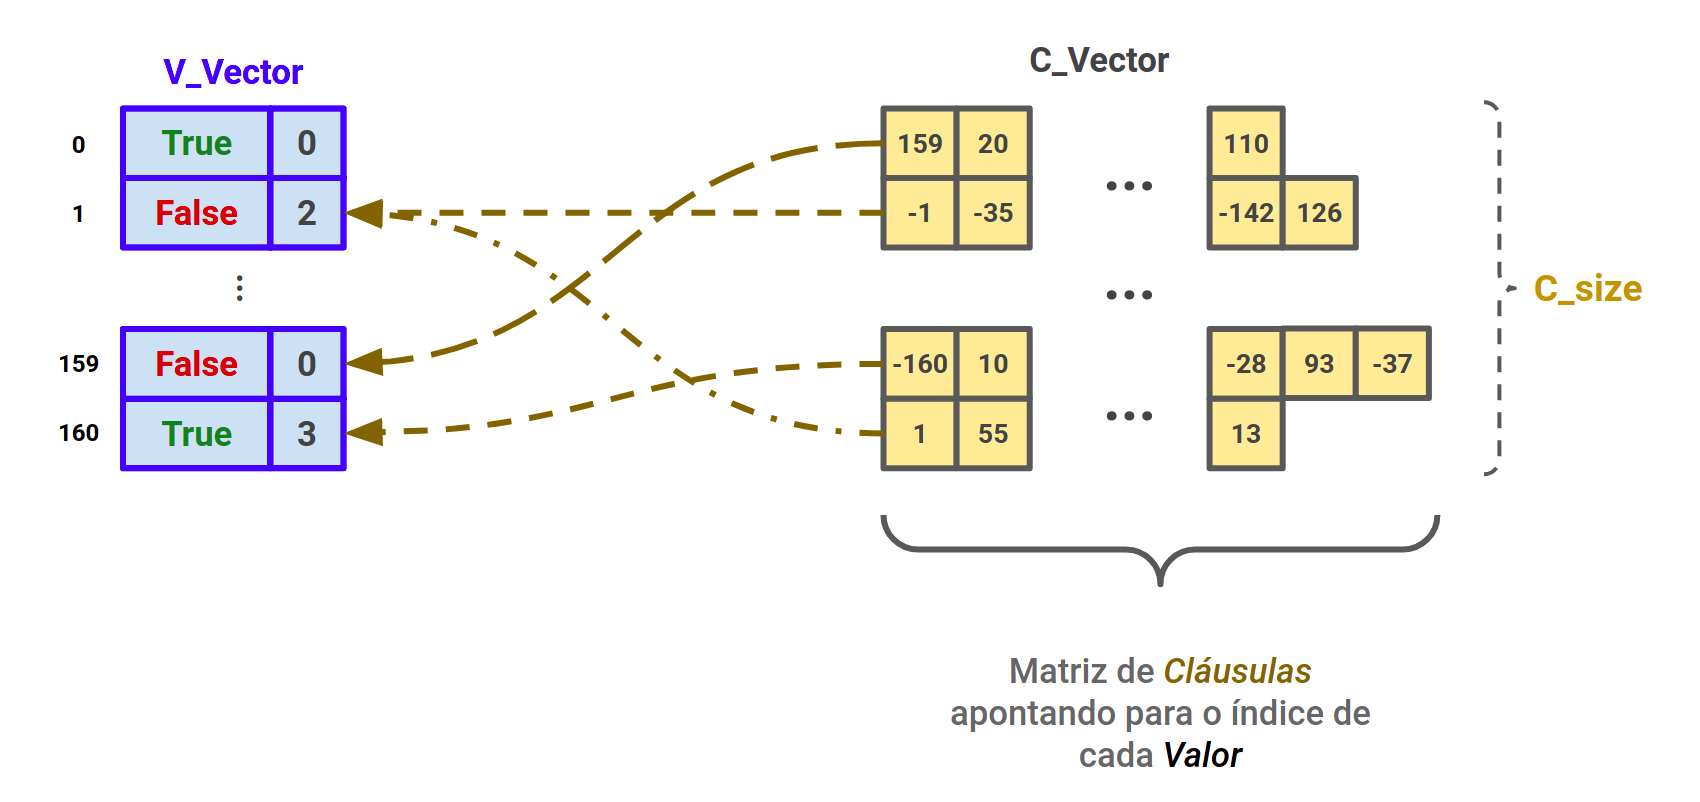 V_Vector
C_Vector
0 True 0 159 20 ... 110
1 False 2 -1 -35 -142 126
... ... C_size
159 False 0 -160 10 ... -28 93 -37
160 True 3 1 55 13
Matriz de Cláusulas
apontando para o índice de
cada Valor